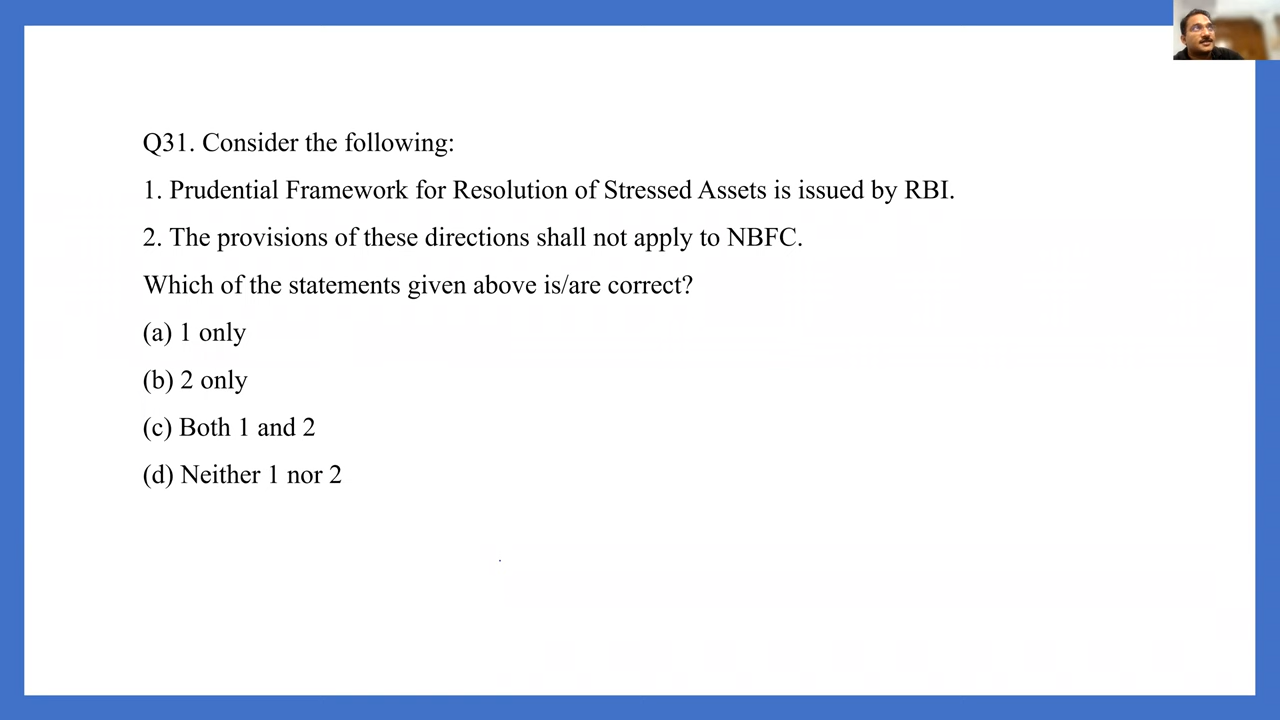 Q31. Consider the following:
1. Prudential Framework for Resolution of Stressed Assets is issued by RBI.
2. The provisions of these directions shall not apply to NBFC.
Which of the statements given above is/are correct?
(a) 1 only
(b) 2 only
(c) Both 1 and 2
(d) Neither 1 nor 2